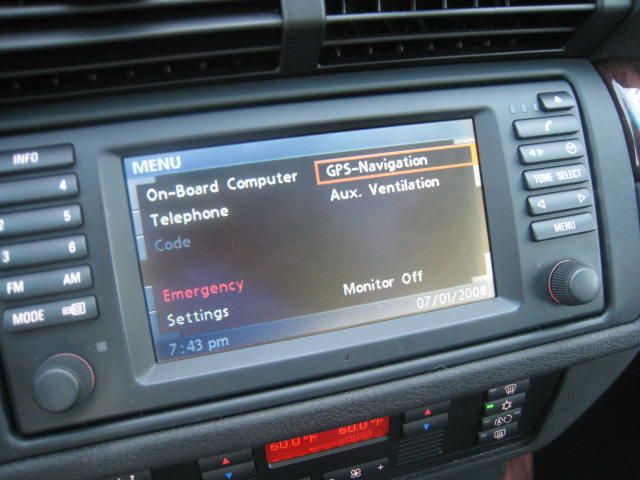 INFO
4
2 5
3 6
FM AM
MODE
MENU
On-Board Computer GPS-Navigation
Telephone Aux. Ventilation
Code
Emergency Monitor Off
Settings 07/01/2008
7:43 pm
TONE SELECT
MENU
60.0 °F 60.0 °F